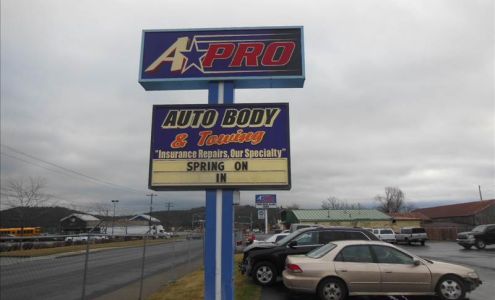 A★PRO
AUTO BODY
& Towing
"Insurance Repairs, Our Specialty"
SPRING ON
IN